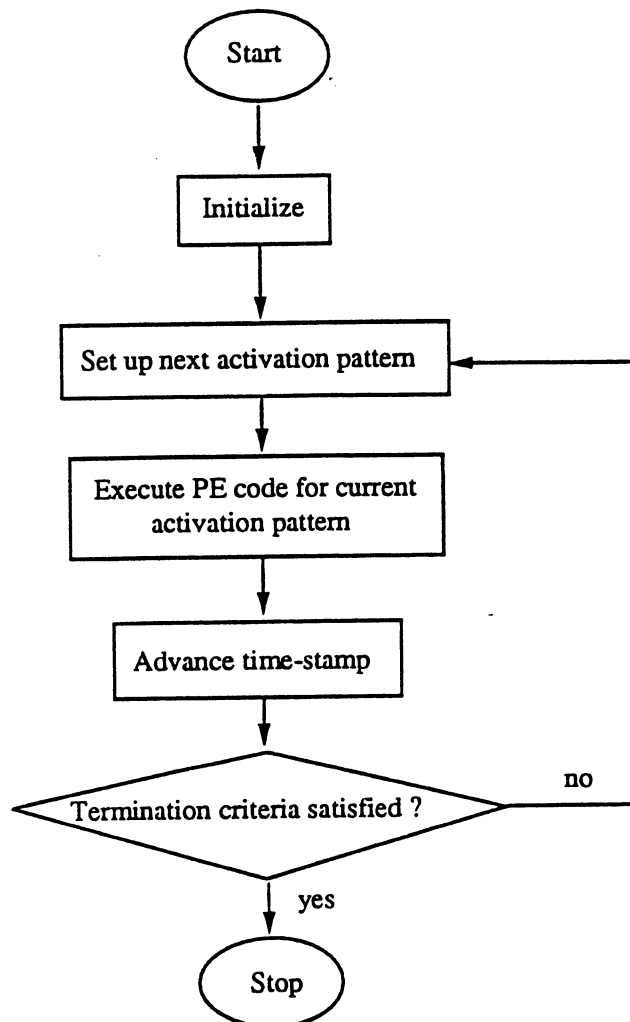 Start
Initialize
Set up next activation pattern
Execute PE code for current
activation pattern
Advance time-stamp
Termination criteria satisfied ?
no
yes
Stop